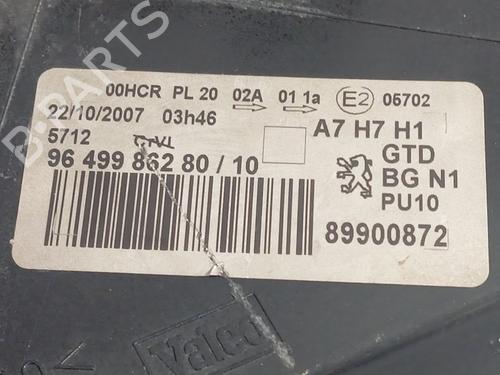 B-PARTS
00HCR PL 20 02A 01 1a E2 05702
22/10/2007 03h46
A7 H7 H1
5712
GTD
96 499 862 80 / 10
BG N1
PU10
89900872
Valeo